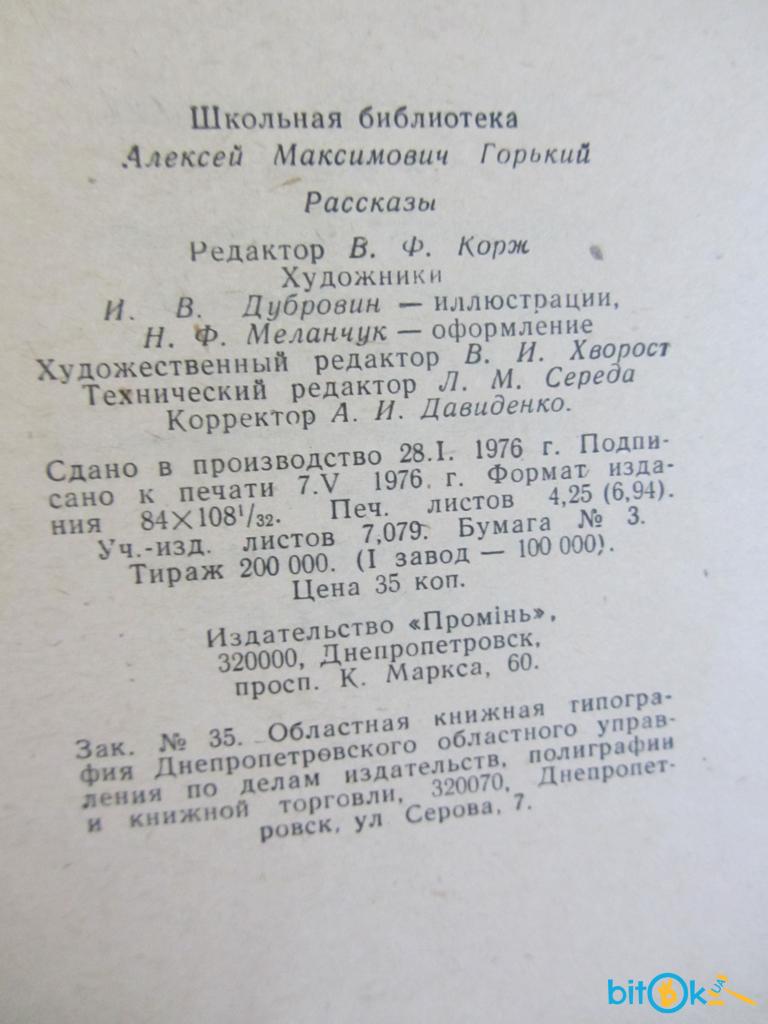 Школьная библиотека
Алексей Максимович Горький
Рассказы
Редактор В. Ф. Корж
Художники
И. В. Дубровин — иллюстрации,
Н. Ф. Меланчук — оформление
Художественный редактор В. И. Хворост
Технический редактор Л. М. Середа
Корректор А. И. Давиденко.
Сдано в производство 28.I. 1976 г. Подпи-
сано к печати 7.V 1976 г. Формат изда-
ния 84×108¹/₃₂. Печ. листов 4,25 (6,94).
Уч.-изд. листов 7,079. Бумага № 3.
Тираж 200 000. (I завод — 100 000).
Цена 35 коп.
Издательство «Промінь»,
320000, Днепропетровск,
просп. К. Маркса, 60.
Зак. № 35. Областная книжная типогра-
фия Днепропетровского областного управ-
ления по делам издательств, полиграфии
и книжной торговли, 320070, Днепропет-
ровск, ул Серова, 7.
bitOk UA